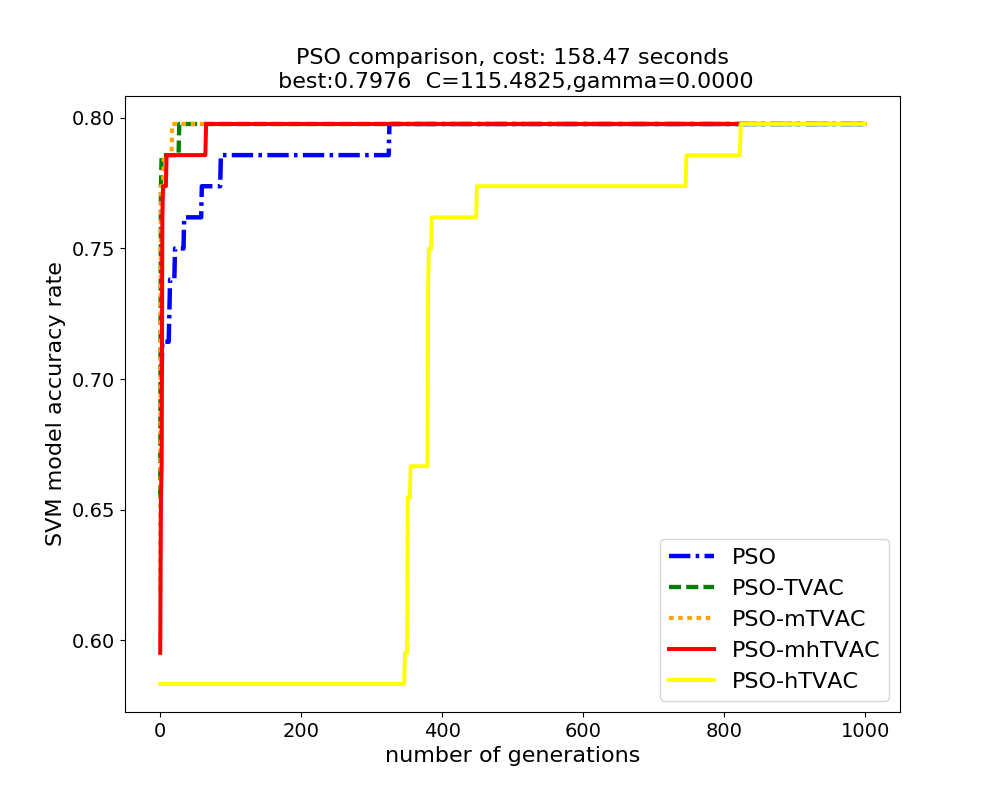 PSO comparison, cost: 158.47 seconds
best:0.7976  C=115.4825,gamma=0.0000
SVM model accuracy rate
0.80
0.75
0.70
0.65
0.60
PSO
PSO-TVAC
PSO-mTVAC
PSO-mhTVAC
PSO-hTVAC
0 200 400 600 800 1000
number of generations